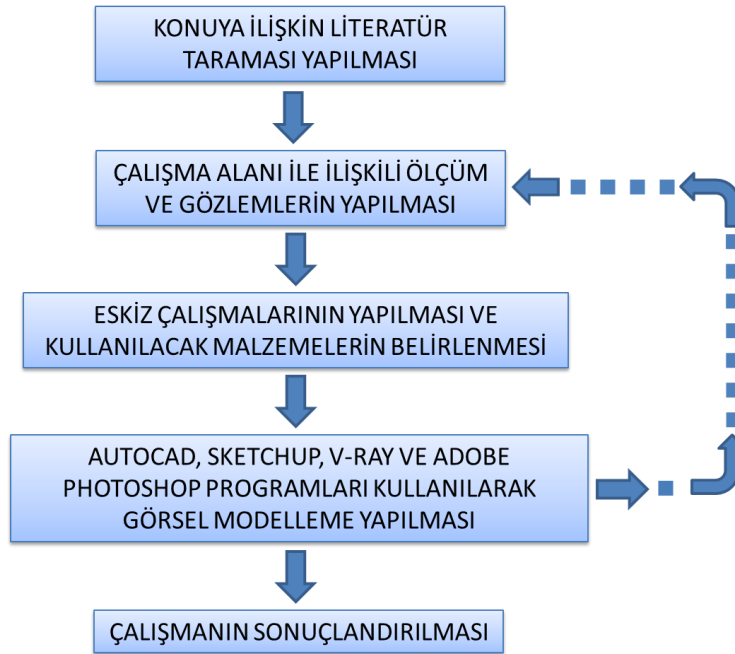 KONUYA İLİŞKİN LİTERATÜR
TARAMASI YAPILMASI
ÇALIŞMA ALANI İLE İLİŞKİLİ ÖLÇÜM
VE GÖZLEMLERİN YAPILMASI
ESKİZ ÇALIŞMALARININ YAPILMASI VE
KULLANILACAK MALZEMELERİN BELİRLENMESİ
AUTOCAD, SKETCHUP, V-RAY VE ADOBE
PHOTOSHOP PROGRAMLARI KULLANILARAK
GÖRSEL MODELLEME YAPILMASI
ÇALIŞMANIN SONUÇLANDIRILMASI